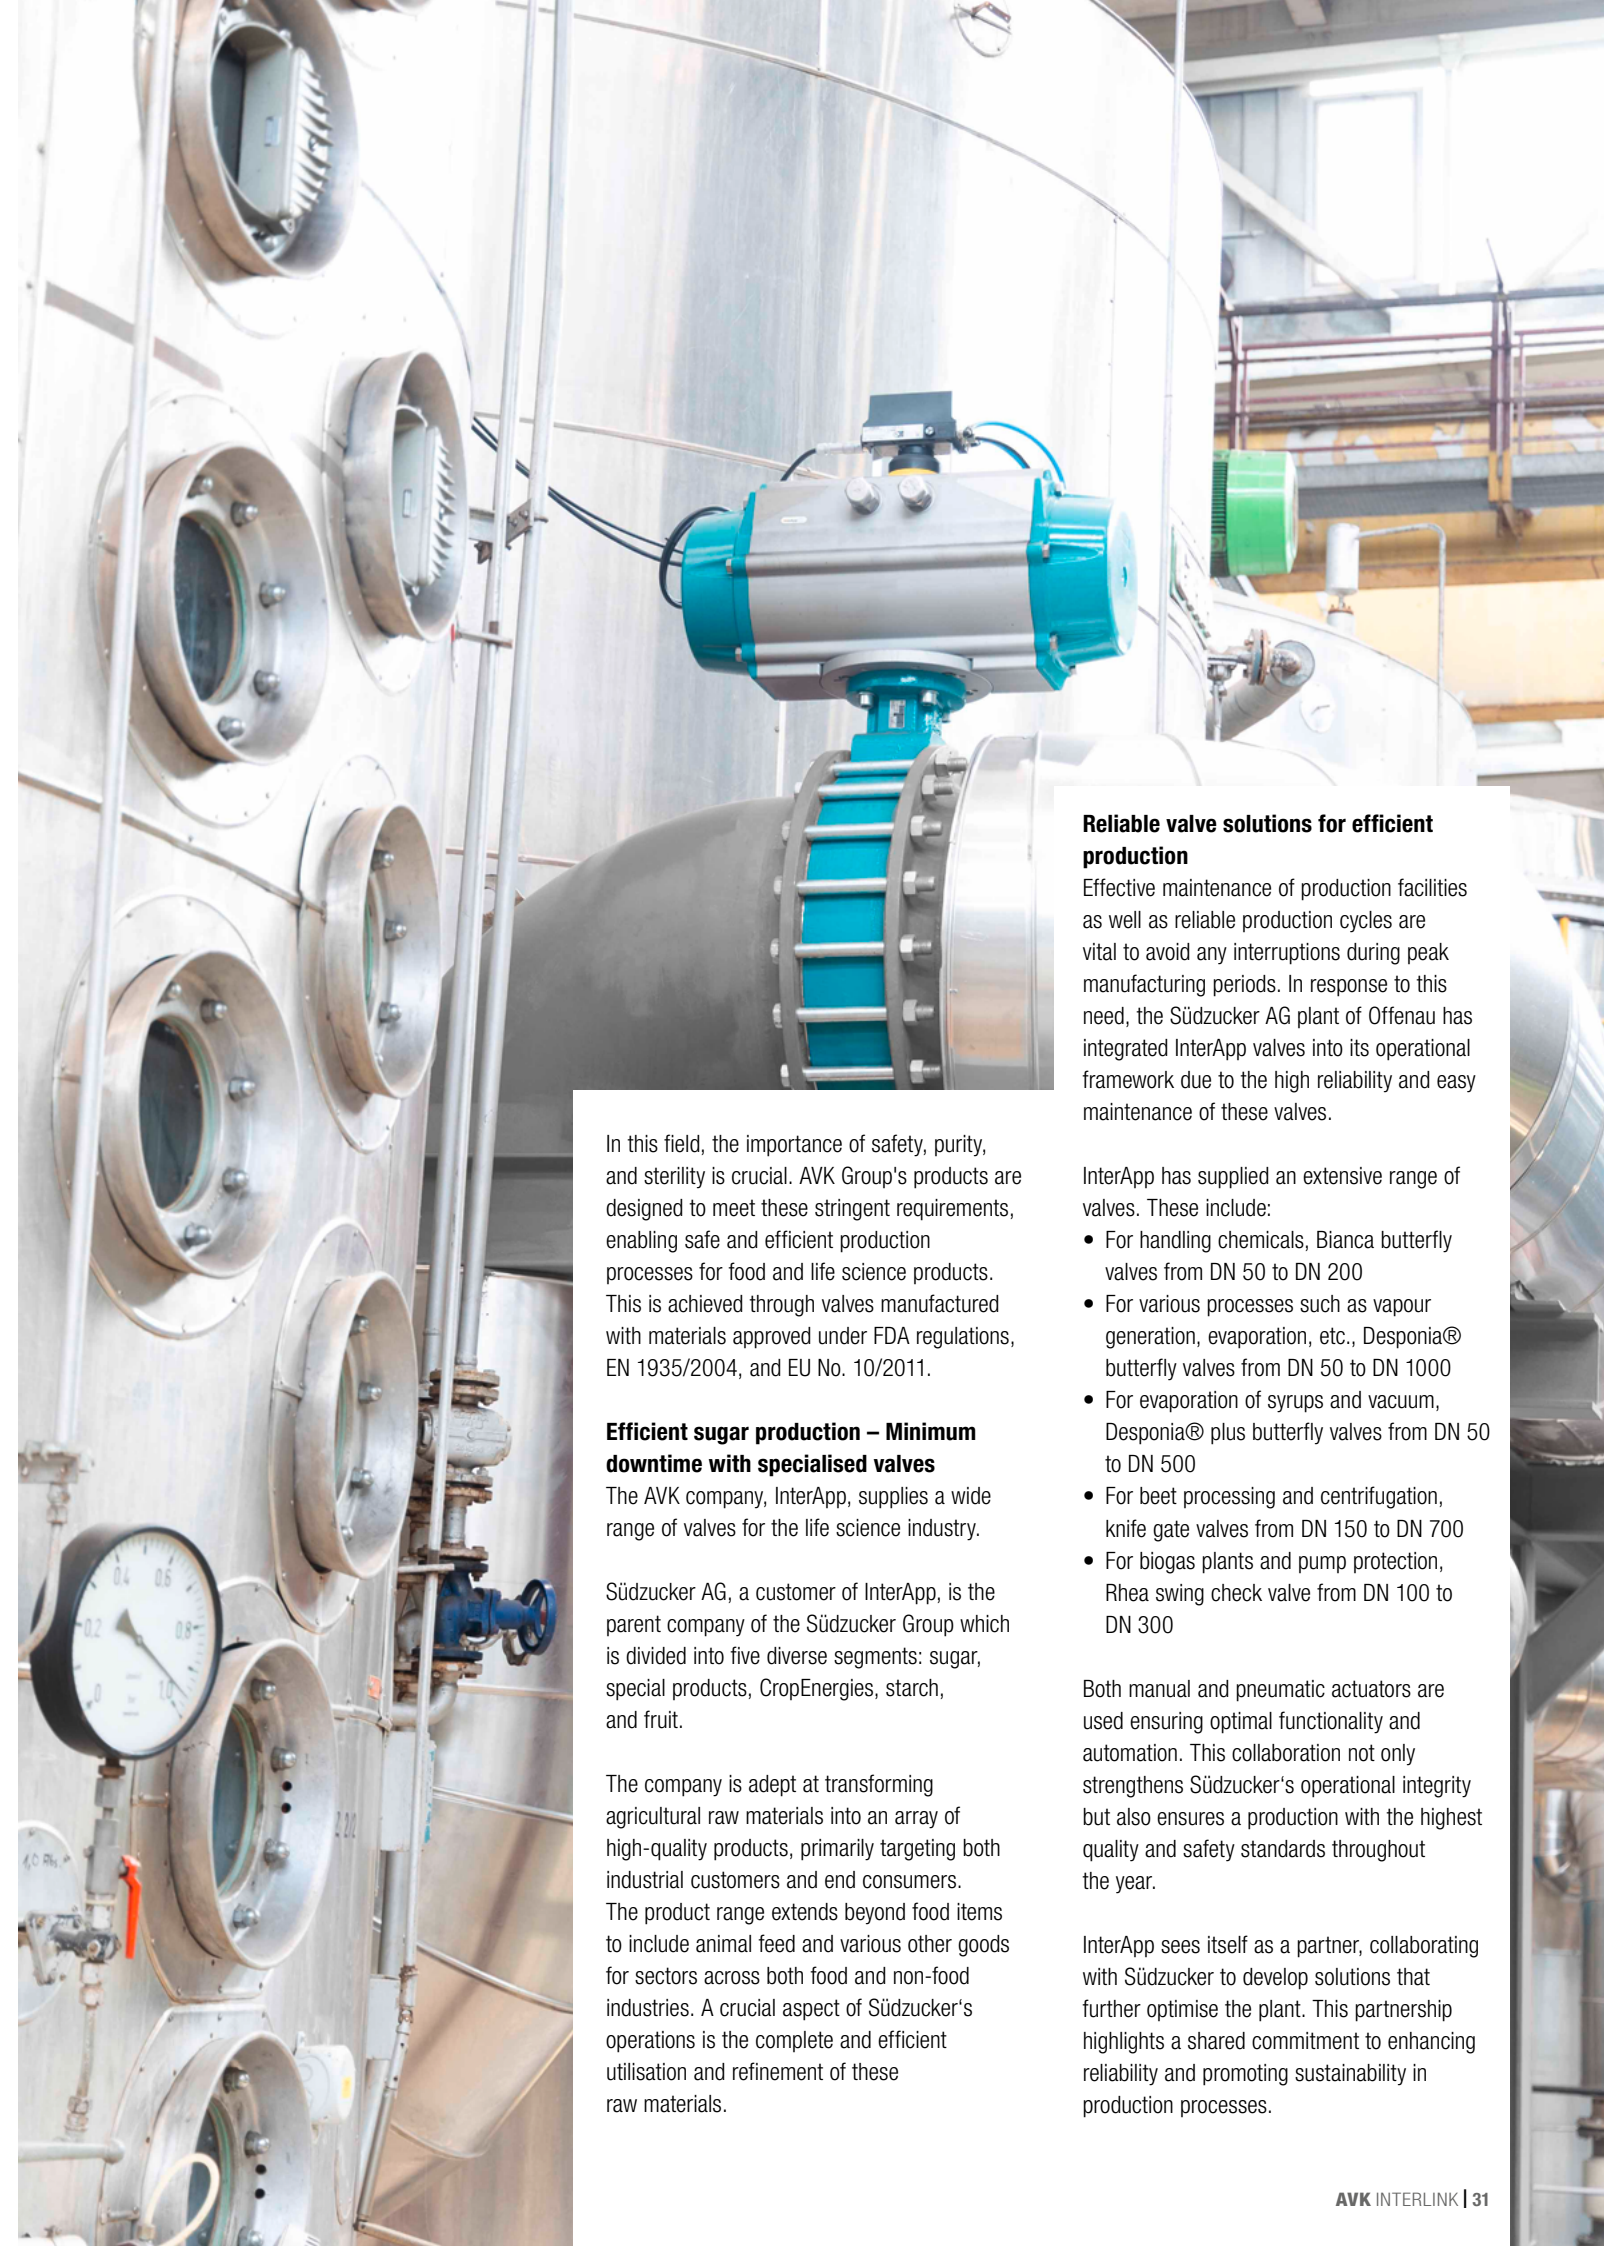 In this field, the importance of safety, purity,
and sterility is crucial. AVK Group's products are
designed to meet these stringent requirements,
enabling safe and efficient production
processes for food and life science products.
This is achieved through valves manufactured
with materials approved under FDA regulations,
EN 1935/2004, and EU No. 10/2011.
Efficient sugar production – Minimum
downtime with specialised valves
The AVK company, InterApp, supplies a wide
range of valves for the life science industry.
Südzucker AG, a customer of InterApp, is the
parent company of the Südzucker Group which
is divided into five diverse segments: sugar,
special products, CropEnergies, starch,
and fruit.
The company is adept at transforming
agricultural raw materials into an array of
high-quality products, primarily targeting both
industrial customers and end consumers.
The product range extends beyond food items
to include animal feed and various other goods
for sectors across both food and non-food
industries. A crucial aspect of Südzucker‘s
operations is the complete and efficient
utilisation and refinement of these
raw materials.
Reliable valve solutions for efficient
production
Effective maintenance of production facilities
as well as reliable production cycles are
vital to avoid any interruptions during peak
manufacturing periods. In response to this
need, the Südzucker AG plant of Offenau has
integrated InterApp valves into its operational
framework due to the high reliability and easy
maintenance of these valves.
InterApp has supplied an extensive range of
valves. These include:
• For handling chemicals, Bianca butterfly
valves from DN 50 to DN 200
• For various processes such as vapour
generation, evaporation, etc., Desponia®
butterfly valves from DN 50 to DN 1000
• For evaporation of syrups and vacuum,
Desponia® plus butterfly valves from DN 50
to DN 500
• For beet processing and centrifugation,
knife gate valves from DN 150 to DN 700
• For biogas plants and pump protection,
Rhea swing check valve from DN 100 to
DN 300
Both manual and pneumatic actuators are
used ensuring optimal functionality and
automation. This collaboration not only
strengthens Südzucker‘s operational integrity
but also ensures a production with the highest
quality and safety standards throughout
the year.
InterApp sees itself as a partner, collaborating
with Südzucker to develop solutions that
further optimise the plant. This partnership
highlights a shared commitment to enhancing
reliability and promoting sustainability in
production processes.
0.4 0.6
0.2 0.8
0 1.0
AVK INTERLINK | 31